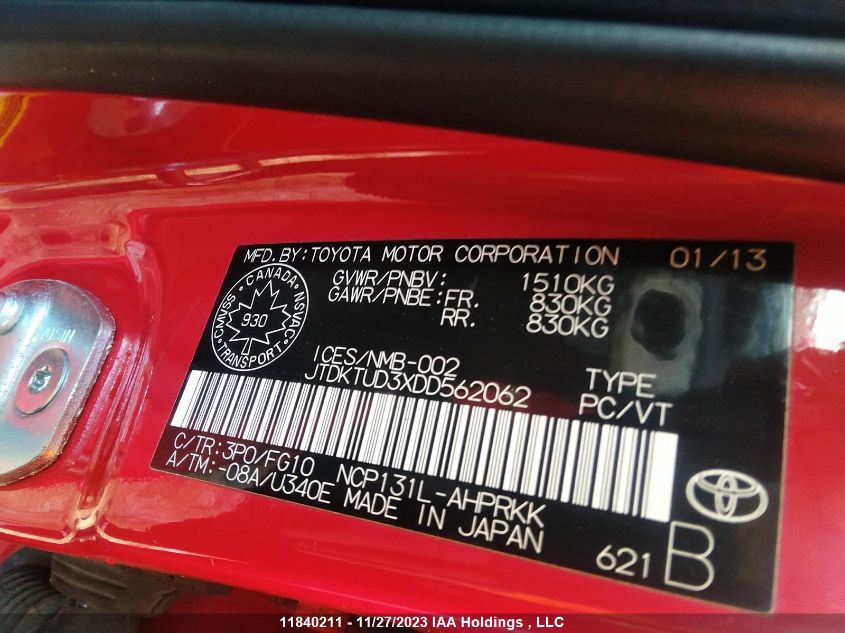 MFD.BY:TOYOTA MOTOR CORPORATION 01/13
GVWR/PNBV: 1510KG
GAWR/PNBE:FR. 830KG
RR. 830KG
CANADA
CMVSS NSVAC
930
TRANSPORT
ICES/NMB-002
JTDKTUD3XDD562062
TYPE
PC/VT
C/TR:3P0/FG10 NCP131L-AHPRKK
A/TM:-08A/U340E MADE IN JAPAN
621 B
11840211 - 11/27/2023 IAA Holdings , LLC